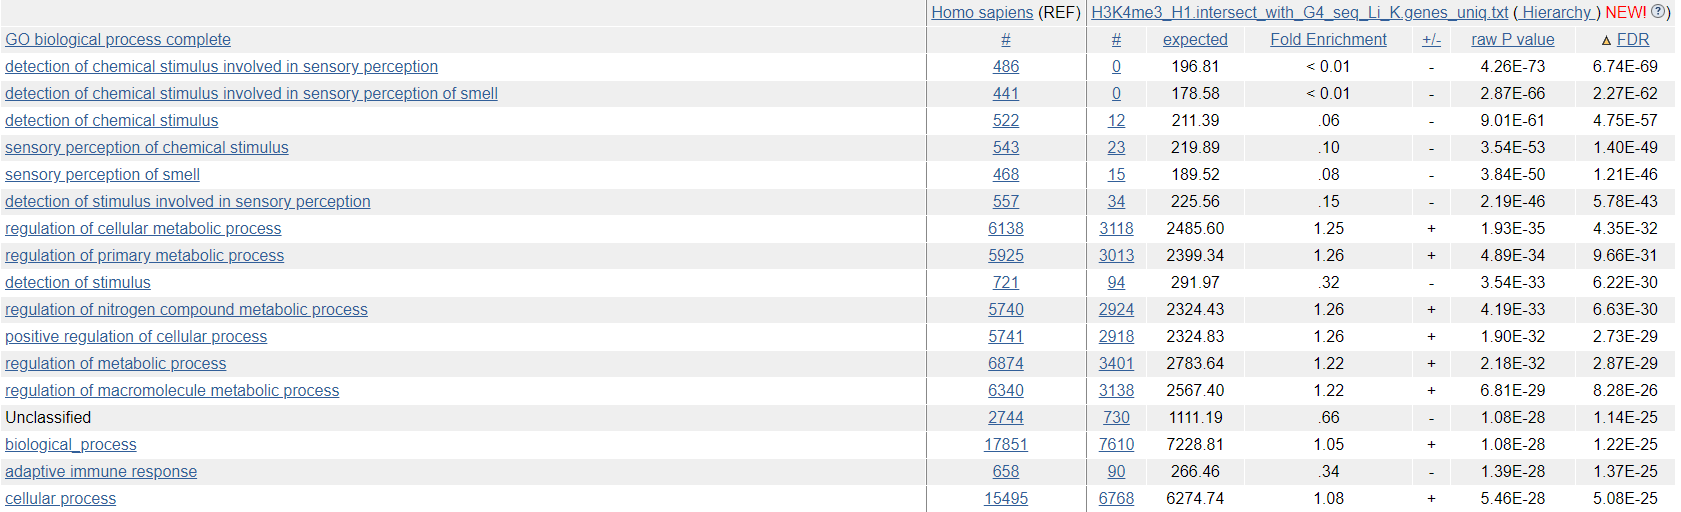 Homo sapiens (REF) H3K4me3_H1.intersect_with_G4_seq_Li_K.genes_uniq.txt ( Hierarchy ) NEW! ?)
GO biological process complete # # expected Fold Enrichment +/- raw P value △ FDR
detection of chemical stimulus involved in sensory perception 486 0 196.81 < 0.01 - 4.26E-73 6.74E-69
detection of chemical stimulus involved in sensory perception of smell 441 0 178.58 < 0.01 - 2.87E-66 2.27E-62
detection of chemical stimulus 522 12 211.39 .06 - 9.01E-61 4.75E-57
sensory perception of chemical stimulus 543 23 219.89 .10 - 3.54E-53 1.40E-49
sensory perception of smell 468 15 189.52 .08 - 3.84E-50 1.21E-46
detection of stimulus involved in sensory perception 557 34 225.56 .15 - 2.19E-46 5.78E-43
regulation of cellular metabolic process 6138 3118 2485.60 1.25 + 1.93E-35 4.35E-32
regulation of primary metabolic process 5925 3013 2399.34 1.26 + 4.89E-34 9.66E-31
detection of stimulus 721 94 291.97 .32 - 3.54E-33 6.22E-30
regulation of nitrogen compound metabolic process 5740 2924 2324.43 1.26 + 4.19E-33 6.63E-30
positive regulation of cellular process 5741 2918 2324.83 1.26 + 1.90E-32 2.73E-29
regulation of metabolic process 6874 3401 2783.64 1.22 + 2.18E-32 2.87E-29
regulation of macromolecule metabolic process 6340 3138 2567.40 1.22 + 6.81E-29 8.28E-26
Unclassified 2744 730 1111.19 .66 - 1.08E-28 1.14E-25
biological_process 17851 7610 7228.81 1.05 + 1.08E-28 1.22E-25
adaptive immune response 658 90 266.46 .34 - 1.39E-28 1.37E-25
cellular process 15495 6768 6274.74 1.08 + 5.46E-28 5.08E-25